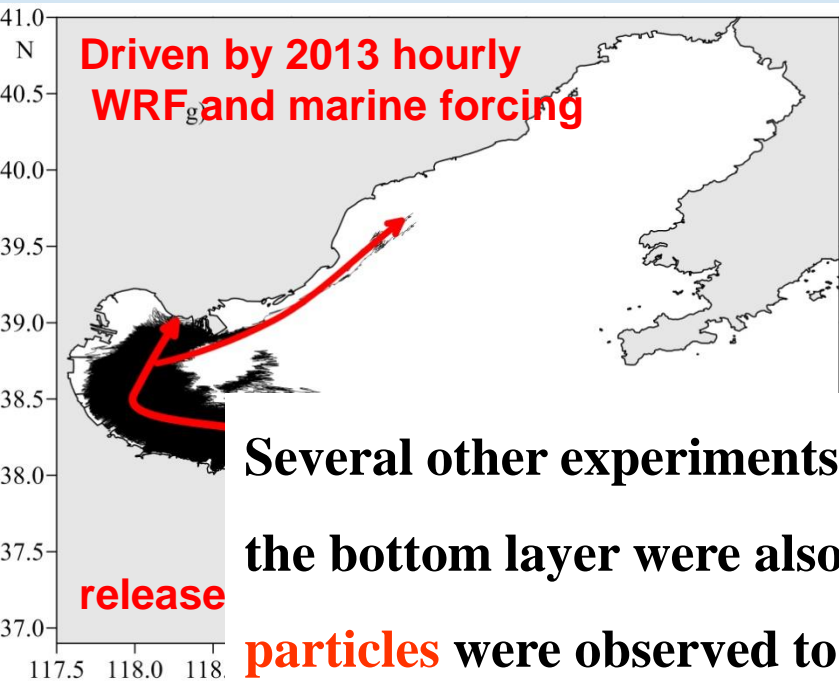 41.0
N
Driven by 2013 hourly
WRF and marine forcing
g)
40.5
40.0
39.5
39.0
38.5
38.0
37.5
37.0
117.5 118.0 118.
release
Several other experiments
the bottom layer were also
particles were observed to